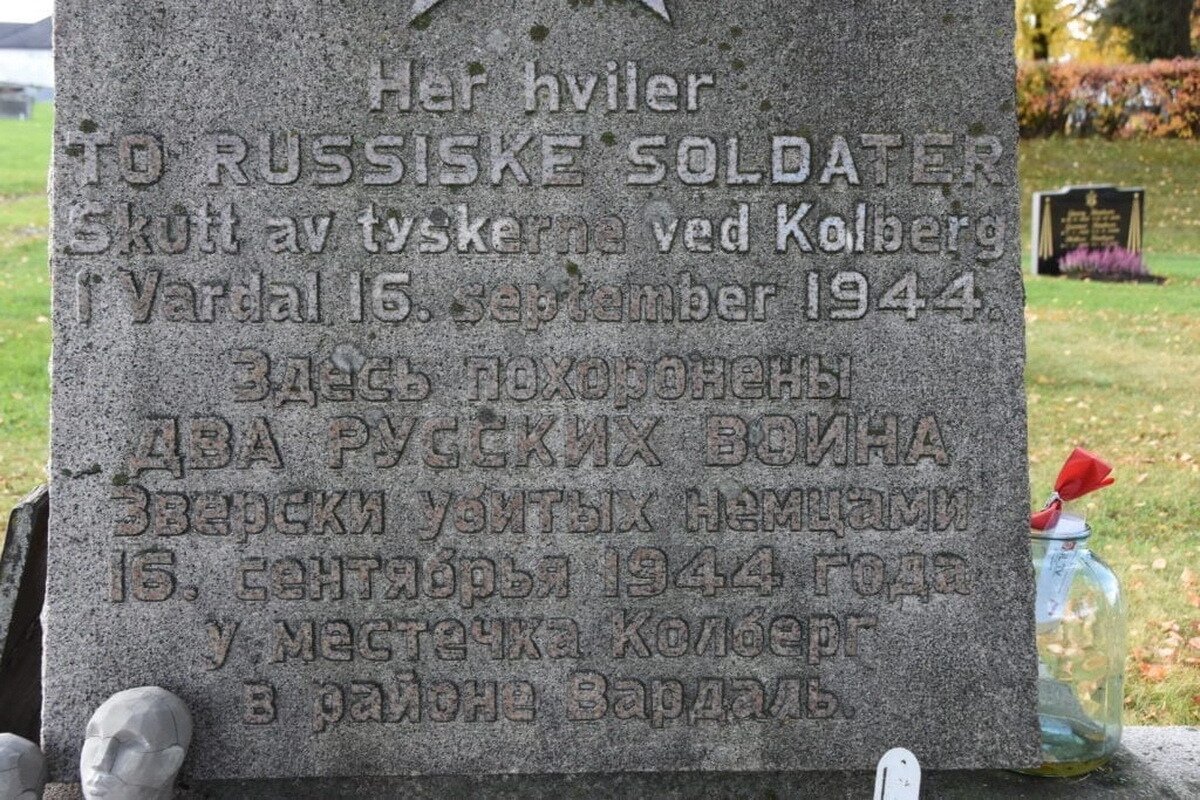 Her hviler
TO RUSSISKE SOLDATER
Skutt av tyskerne ved Kolberg
i Vardal 16. september 1944.
Здесь похоронены
ДВА РУССКИХ ВОИНА
Зверски убитых немцами
16. сентября 1944 года
у местечка Колберг
в районе Вардаль.